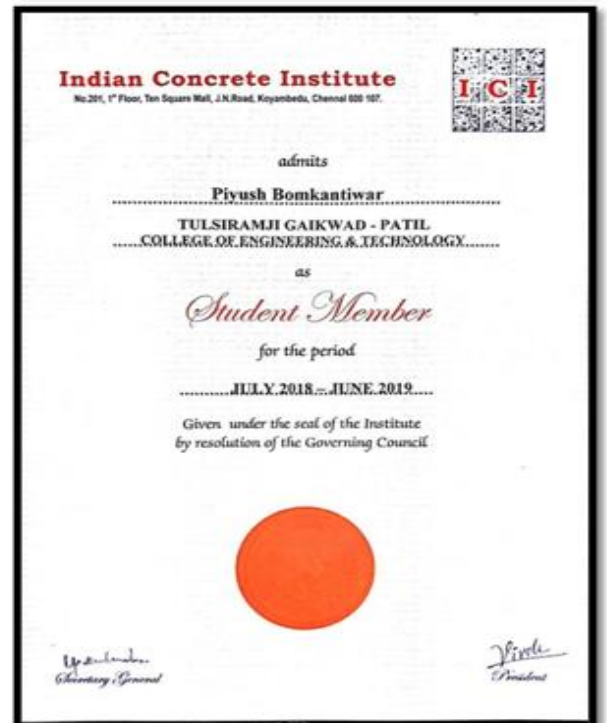 Indian Concrete Institute
No.201, 1st Floor, Ten Square Mall, J.N.Road, Koyambedu, Chennai 600 107.
I C I
admits
Piyush Bomkantiwar
TULSIRAMJI GAIKWAD - PATIL
COLLEGE OF ENGINEERING & TECHNOLOGY
as
Student Member
for the period
JULY 2018 – JUNE 2019
Given under the seal of the Institute
by resolution of the Governing Council
Secretary General
President